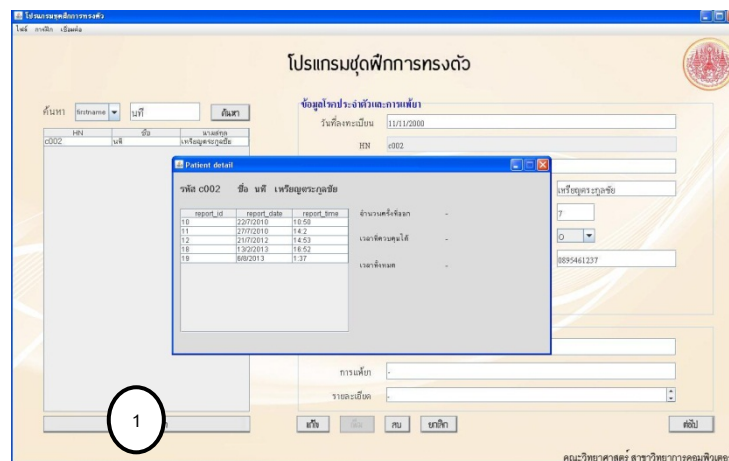 โปรแกรมชุดฝึกการทรงตัว
ไฟล์ การฝึก เชื่อมต่อ
โปรแกรมชุดฝึกการทรงตัว
ค้นหา firstname นที ค้นหา
HN ชื่อ นามสกุล
c002 นที เหรียญตระกูลชัย
ข้อมูลโรคประจำตัวและการแพ้ยา
วันที่ลงทะเบียน 11/11/2000
HN c002
เหรียญตระกูลชัย
7
O
0895461237
Patient detail
รหัส c002 ชื่อ นที เหรียญตระกูลชัย
report_id report_date report_time
10 22/7/2010 10:50
11 27/7/2010 14:2
12 21/7/2012 14:53
18 13/2/2013 16:52
19 6/8/2013 1:37
จำนวนครั้งที่ออก -
เวลาที่ควบคุมได้ -
เวลาทั้งหมด -
การแพ้ยา -
รายละเอียด -
1
แก้ไข ลบ ยกเลิก ต่อไป
คณะวิทยาศาสตร์ สาขาวิทยาการคอมพิวเตอร์